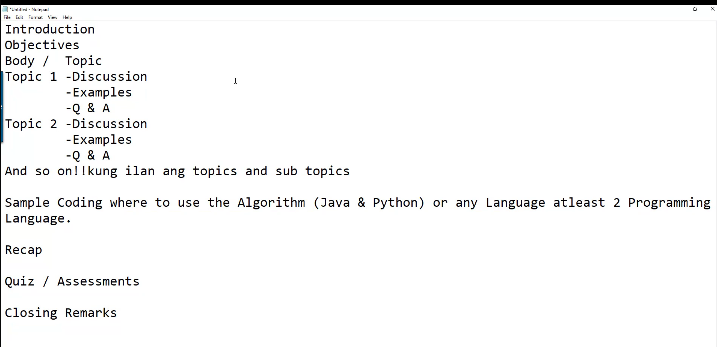 *Untitled - Notepad
File Edit Format View Help
Introduction
Objectives
Body / Topic
Topic 1 -Discussion
-Examples
-Q & A
Topic 2 -Discussion
-Examples
-Q & A
And so on!!kung ilan ang topics and sub topics
Sample Coding where to use the Algorithm (Java & Python) or any Language atleast 2 Programming
Language.
Recap
Quiz / Assessments
Closing Remarks